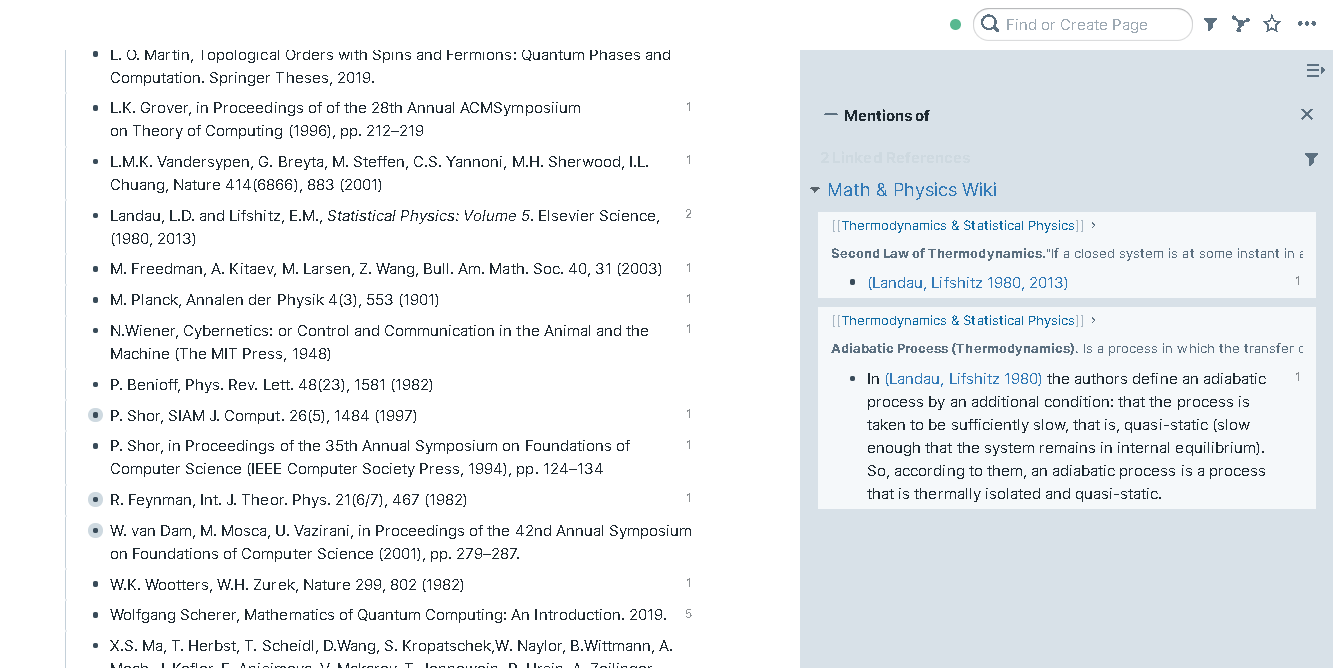 Find or Create Page
L. O. Martin, Topological Orders with Spins and Fermions: Quantum Phases and
Computation. Springer Theses, 2019.
L.K. Grover, in Proceedings of of the 28th Annual ACMSymposiium 1
on Theory of Computing (1996), pp. 212–219
L.M.K. Vandersypen, G. Breyta, M. Steffen, C.S. Yannoni, M.H. Sherwood, I.L. 1
Chuang, Nature 414(6866), 883 (2001)
Landau, L.D. and Lifshitz, E.M., Statistical Physics: Volume 5. Elsevier Science, 2
(1980, 2013)
M. Freedman, A. Kitaev, M. Larsen, Z. Wang, Bull. Am. Math. Soc. 40, 31 (2003) 1
M. Planck, Annalen der Physik 4(3), 553 (1901) 1
N.Wiener, Cybernetics: or Control and Communication in the Animal and the 1
Machine (The MIT Press, 1948)
P. Benioff, Phys. Rev. Lett. 48(23), 1581 (1982)
P. Shor, SIAM J. Comput. 26(5), 1484 (1997) 1
P. Shor, in Proceedings of the 35th Annual Symposium on Foundations of 1
Computer Science (IEEE Computer Society Press, 1994), pp. 124–134
R. Feynman, Int. J. Theor. Phys. 21(6/7), 467 (1982) 1
W. van Dam, M. Mosca, U. Vazirani, in Proceedings of the 42nd Annual Symposium
on Foundations of Computer Science (2001), pp. 279–287.
W.K. Wootters, W.H. Zurek, Nature 299, 802 (1982) 1
Wolfgang Scherer, Mathematics of Quantum Computing: An Introduction. 2019. 5
X.S. Ma, T. Herbst, T. Scheidl, D.Wang, S. Kropatschek,W. Naylor, B.Wittmann, A.
Mech, J.Kofler, E. Anisimova, V. Makarov, T. Jennewein, R. Ursin, A. Zeilinger,
Mentions of
2 Linked References
Math & Physics Wiki
[[Thermodynamics & Statistical Physics]] ›
Second Law of Thermodynamics."If a closed system is at some instant in a
(Landau, Lifshitz 1980, 2013) 1
[[Thermodynamics & Statistical Physics]] ›
Adiabatic Process (Thermodynamics). Is a process in which the transfer o
In (Landau, Lifshitz 1980) the authors define an adiabatic 1
process by an additional condition: that the process is
taken to be sufficiently slow, that is, quasi-static (slow
enough that the system remains in internal equilibrium).
So, according to them, an adiabatic process is a process
that is thermally isolated and quasi-static.